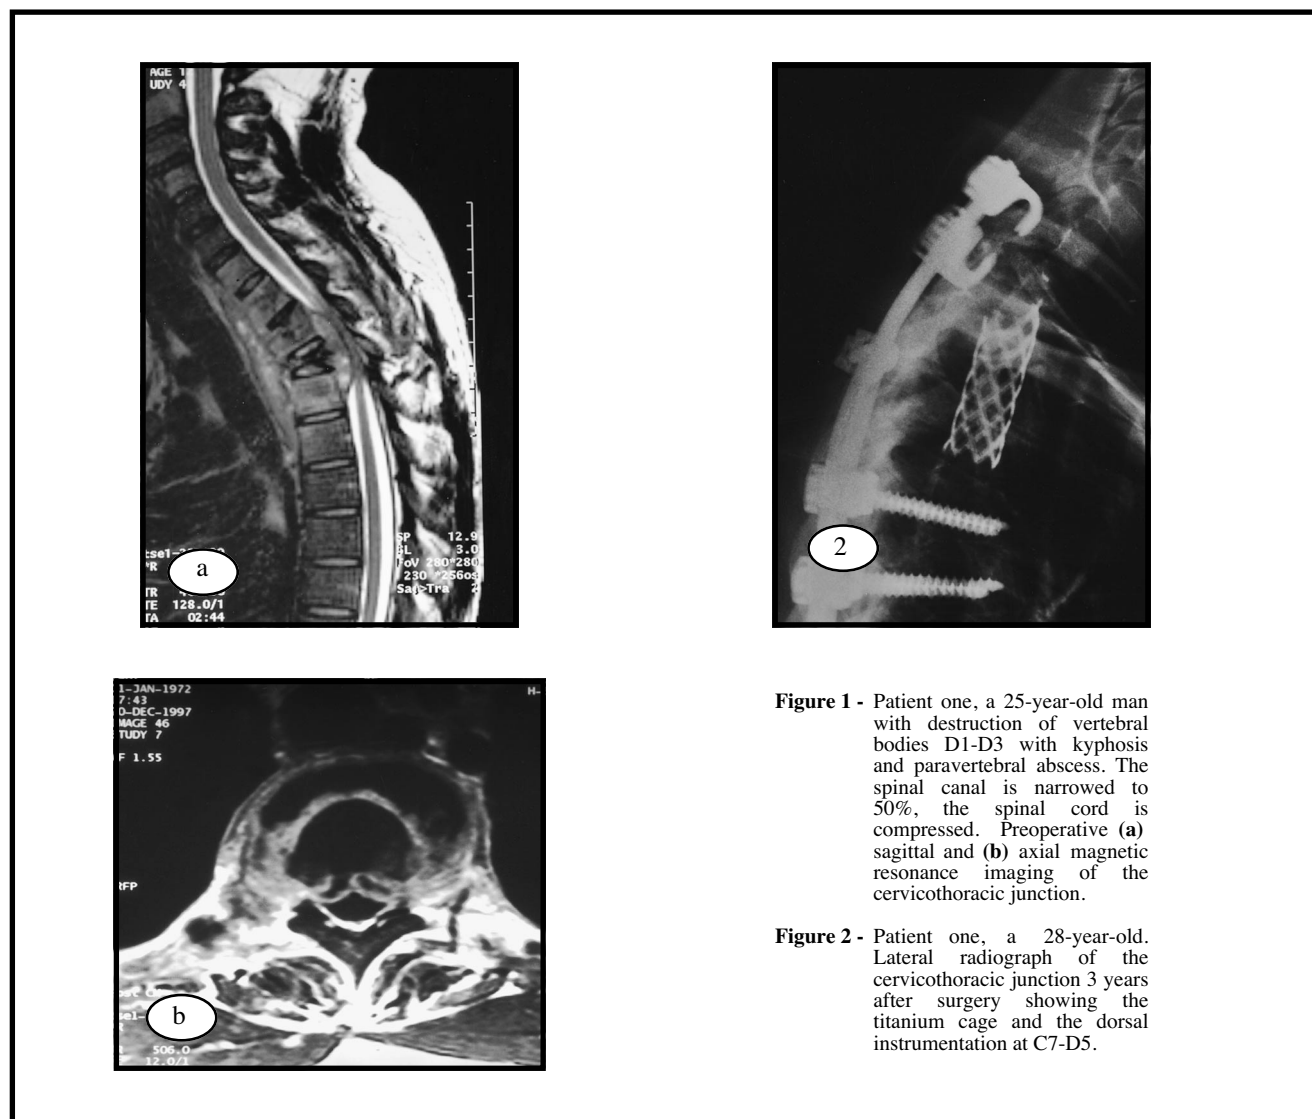 AGE 1
UDY 4
SP 12.9
SL 3.0
FoV 280*280
230 *256os
Sag>Tra 2
tse1-
*R
a
TR
TE 128.0/1
TA 02:44
2
1-JAN-1972
7:43
0-DEC-1997
MAGE 46
TUDY 7
F 1.55
H-
RFP
b
506.0
12.0/1
Figure 1 - Patient one, a 25-year-old man
with destruction of vertebral
bodies D1-D3 with kyphosis
and paravertebral abscess. The
spinal canal is narrowed to
50%, the spinal cord is
compressed. Preoperative (a)
sagittal and (b) axial magnetic
resonance imaging of the
cervicothoracic junction.
Figure 2 - Patient one, a 28-year-old.
Lateral radiograph of the
cervicothoracic junction 3 years
after surgery showing the
titanium cage and the dorsal
instrumentation at C7-D5.